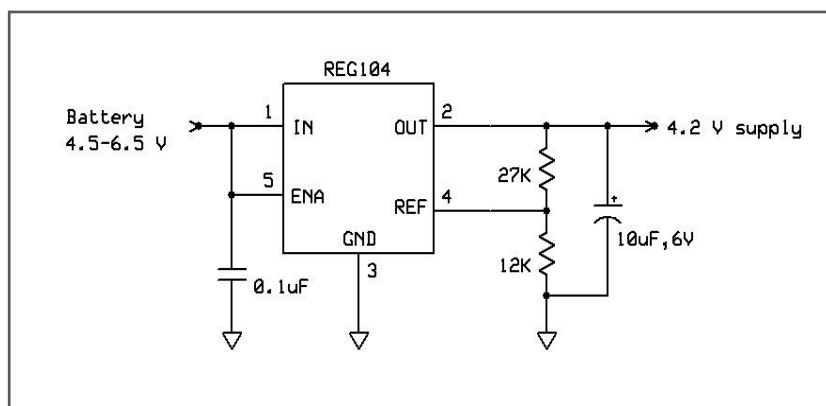 REG104
Battery
4.5-6.5 V
1
IN
OUT
2
4.2 V supply
5
ENA
27K
4
REF
+
10uF,6V
GND
3
12K
0.1uF